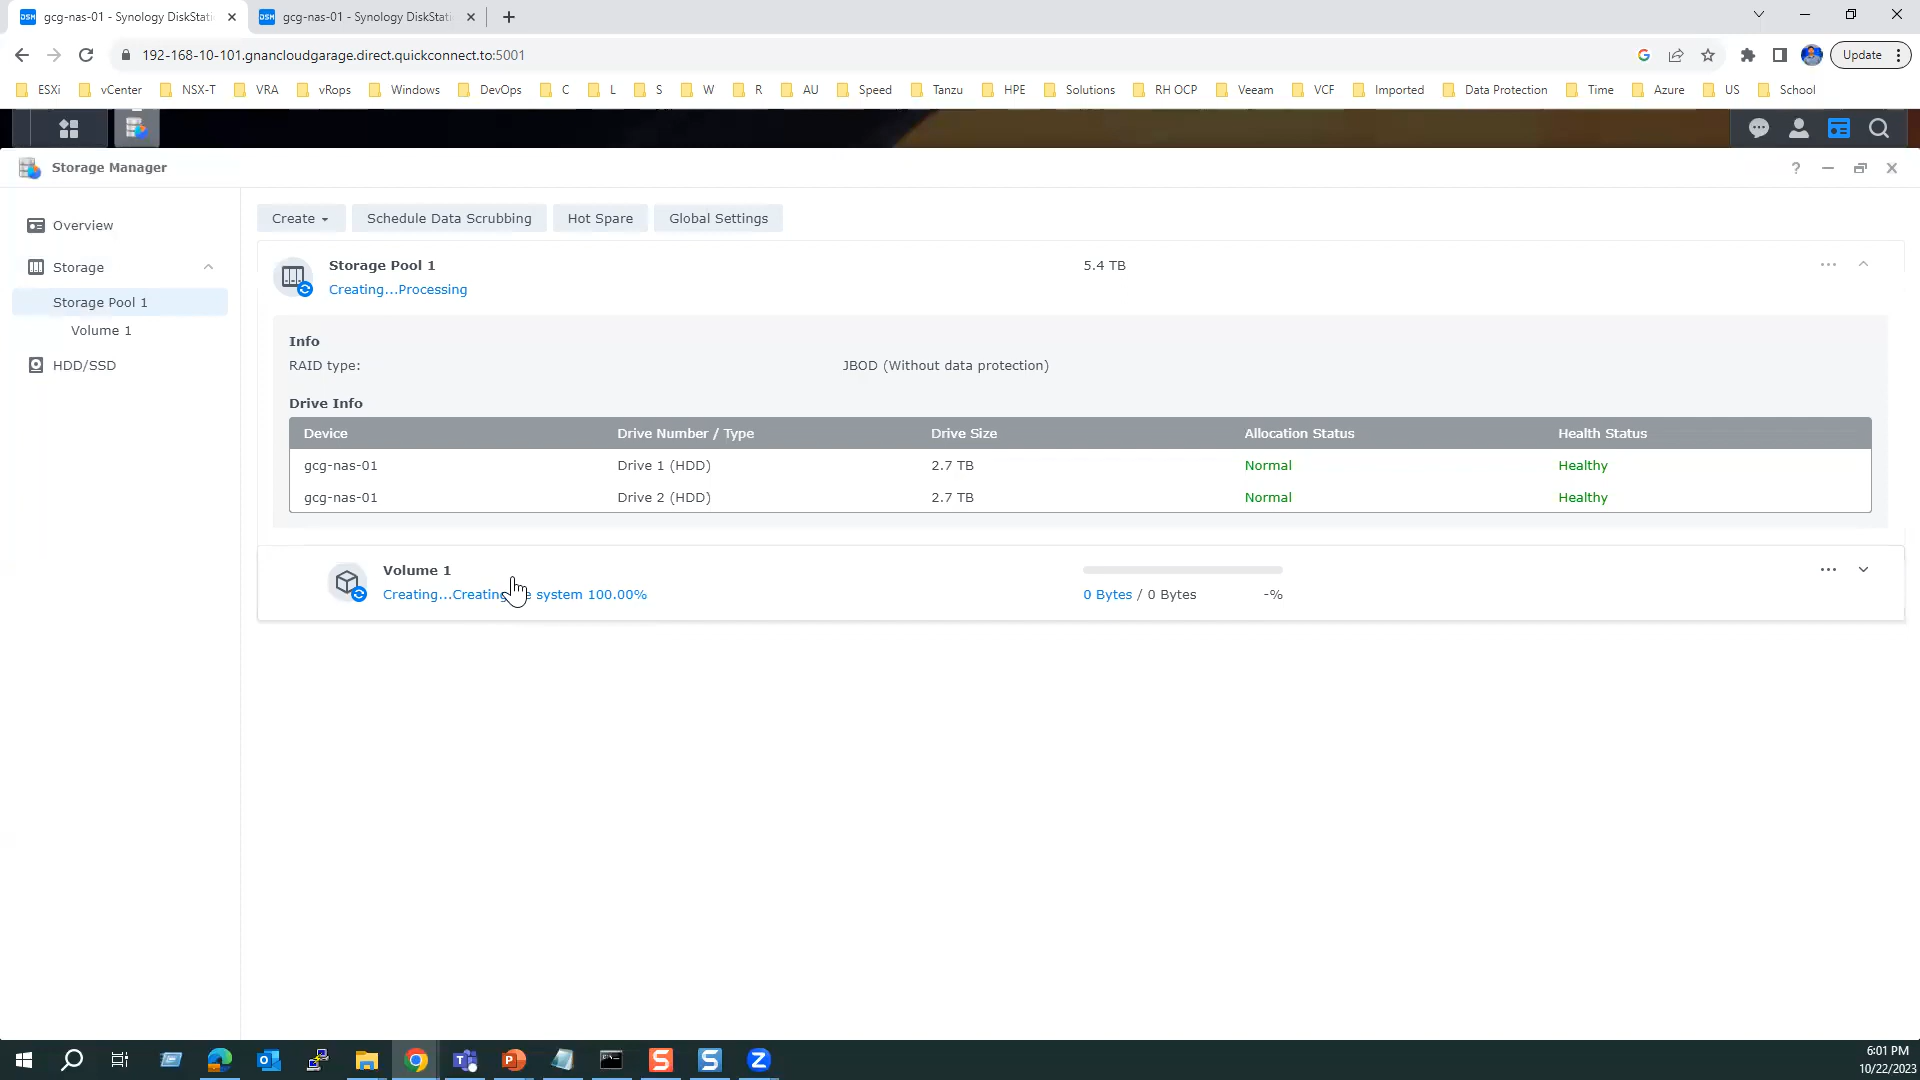 gcg-nas-01 - Synology DiskStati
gcg-nas-01 - Synology DiskStati
192-168-10-101.gnancloudgarage.direct.quickconnect.to:5001
Update
ESXi vCenter NSX-T VRA vRops Windows DevOps C L S W R AU Speed Tanzu HPE Solutions RH OCP Veeam VCF Imported Data Protection Time Azure US School
Storage Manager
Overview
Storage
Storage Pool 1
Volume 1
HDD/SSD
Create Schedule Data Scrubbing Hot Spare Global Settings
Storage Pool 1 5.4 TB
Creating...Processing
Info
RAID type: JBOD (Without data protection)
Drive Info
Device Drive Number / Type Drive Size Allocation Status Health Status
gcg-nas-01 Drive 1 (HDD) 2.7 TB Normal Healthy
gcg-nas-01 Drive 2 (HDD) 2.7 TB Normal Healthy
Volume 1
Creating...Creating system 100.00% 0 Bytes / 0 Bytes -%
6:01 PM
10/22/2023